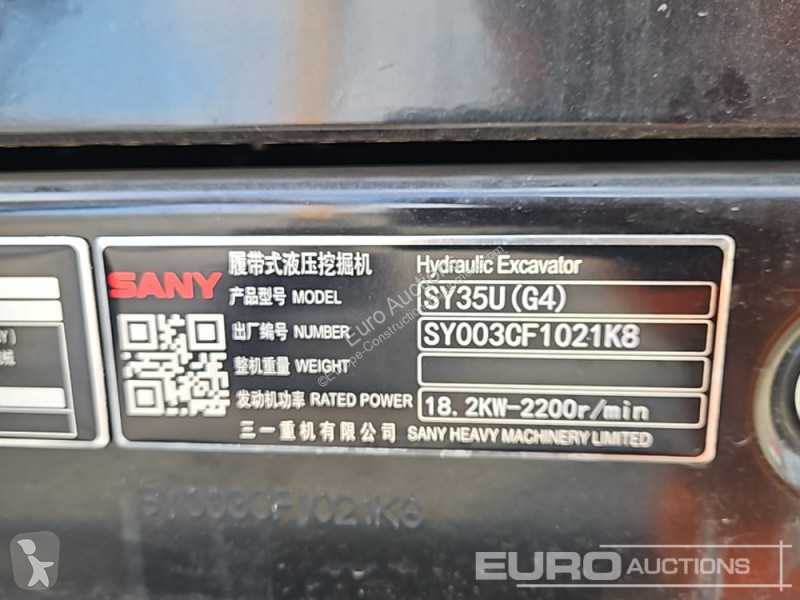 SANY
履带式液压挖掘机 Hydraulic Excavator
产品型号 MODEL SY35U(G4)
出厂编号 NUMBER SY003CF1021K8
整机重量 WEIGHT
发动机功率 RATED POWER 18.2KW-2200r/min
三一重机有限公司 SANY HEAVY MACHINERY LIMITED
SY003CF1021K8
EURO AUCTIONS